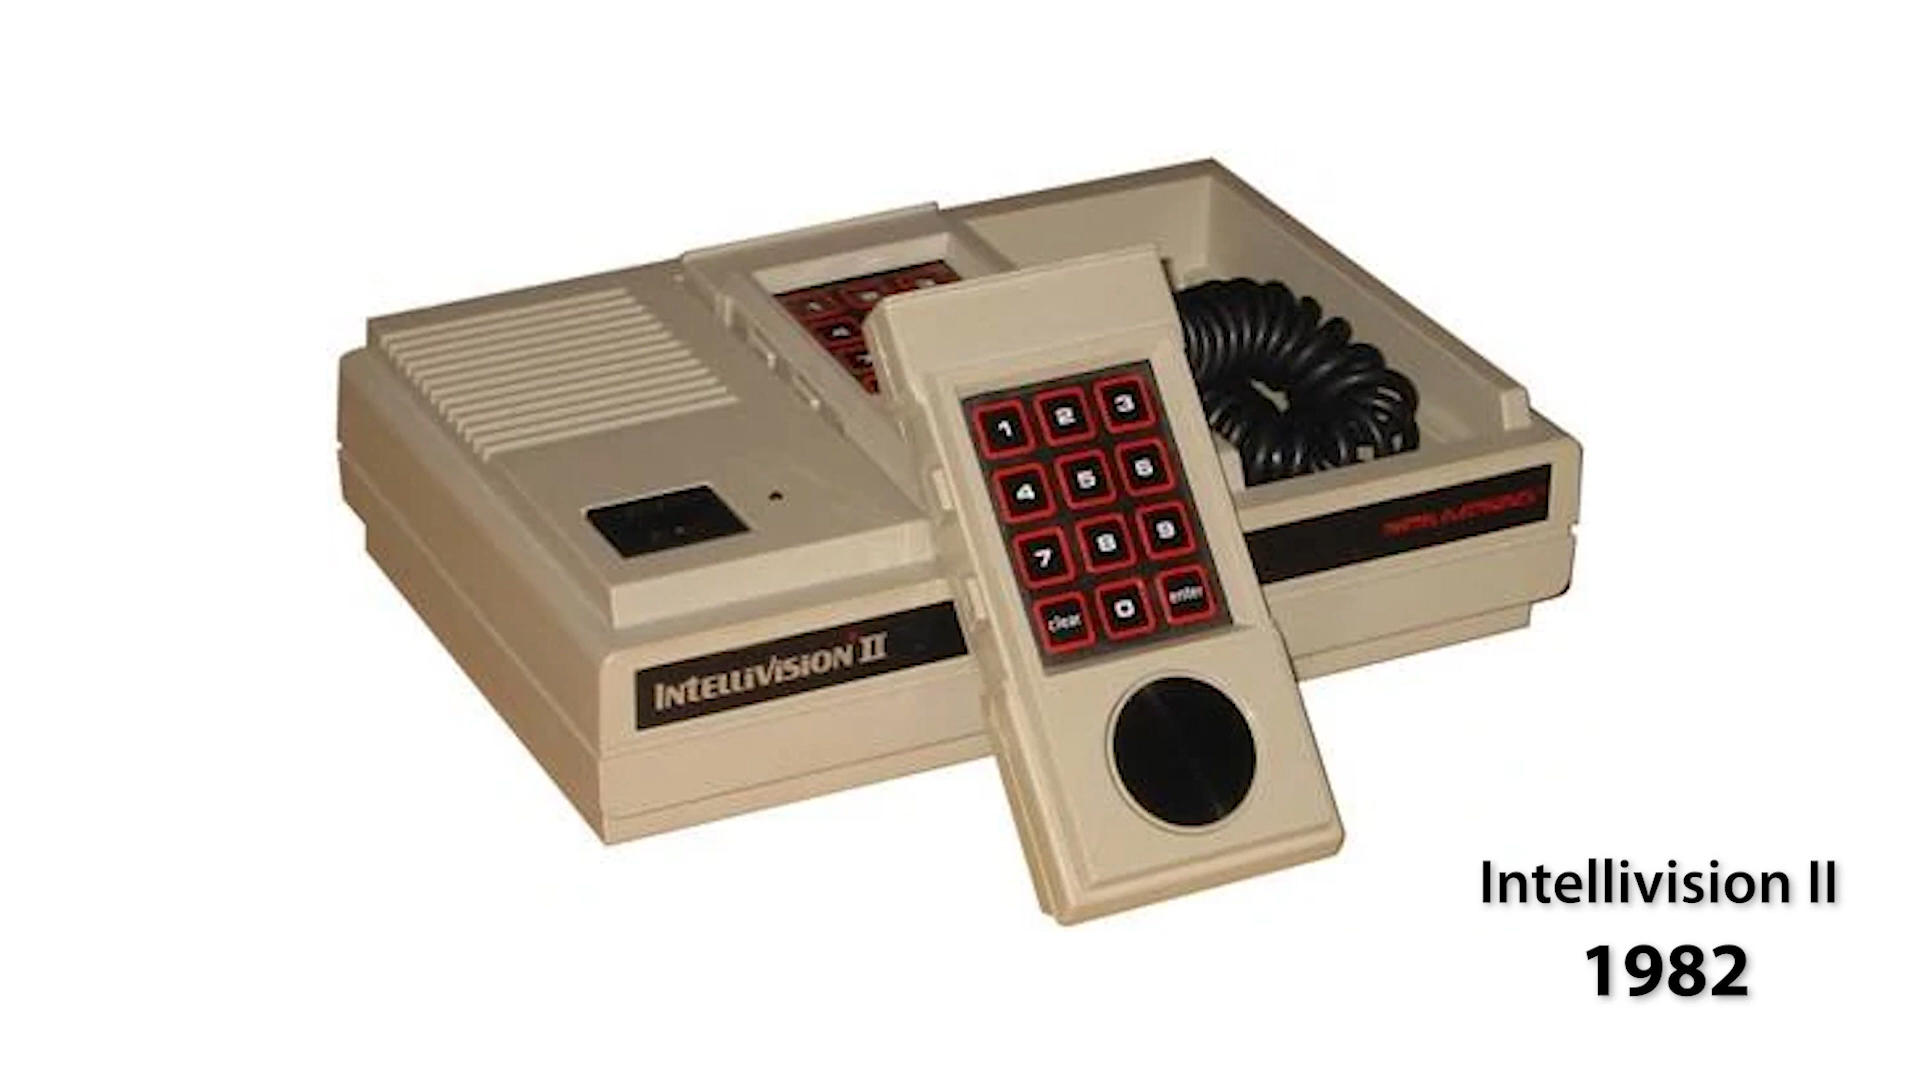 1 2 3
4 5 6
7 8 9
clear 0 enter
INTELLIVISION II
Intellivision II
1982